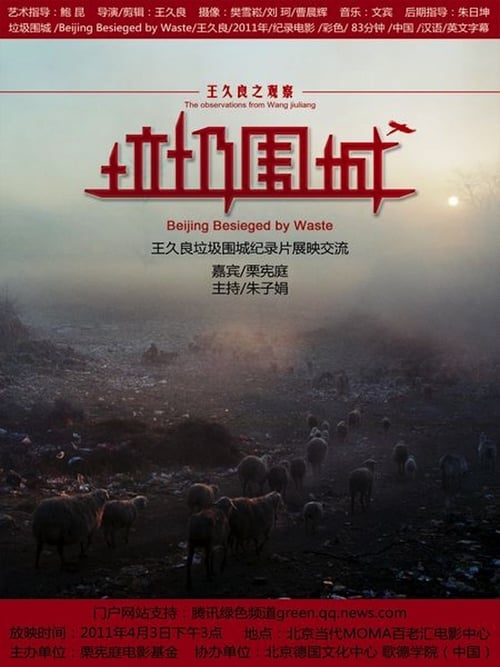 艺术指导：鲍 昆 导演/剪辑：王久良 摄像：樊雪崧/刘 珂/曹晨辉 音乐：文宾 后期指导：朱日坤
垃圾围城 /Beijing Besieged by Waste/王久良/2011年/纪录电影 /彩色/ 83分钟 /中国 /汉语/英文字幕
王久良之观察
The observations from Wang jiuliang
垃圾围城
Beijing Besieged by Waste
王久良垃圾围城纪录片展映交流
嘉宾/栗宪庭
主持/朱子娟
门户网站支持：腾讯绿色频道green.qq.news.com
放映时间：2011年4月3日下午3点 地点：北京当代MOMA百老汇电影中心
主办单位：栗宪庭电影基金 协办单位：北京德国文化中心 歌德学院（中国）